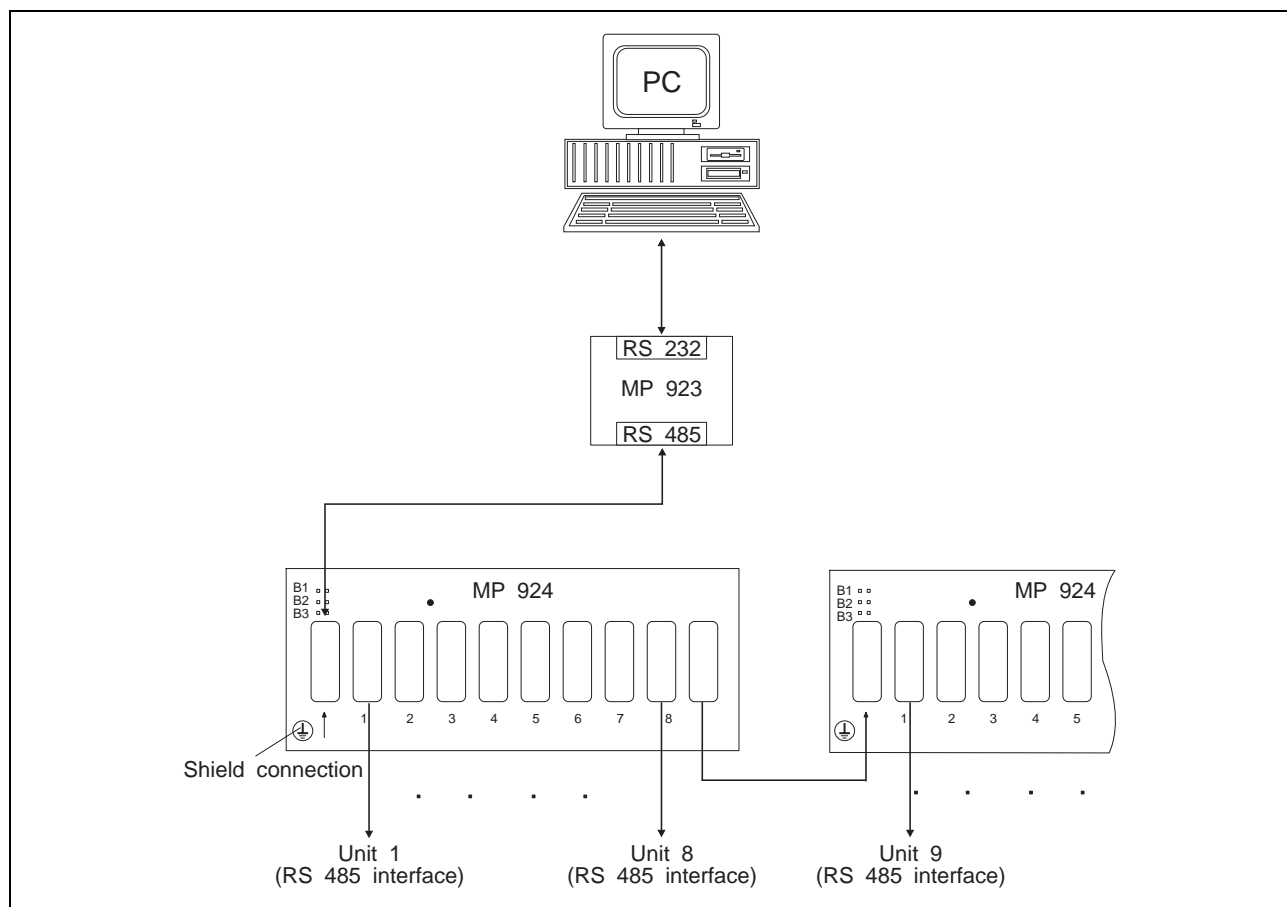 PC
RS 232
MP 923
RS 485
B1
B2
B3
MP 924
1 2 3 4 5 6 7 8
Shield connection
B1
B2
B3
MP 924
1 2 3 4 5
Unit 1
(RS 485 interface)
Unit 8
(RS 485 interface)
Unit 9
(RS 485 interface)